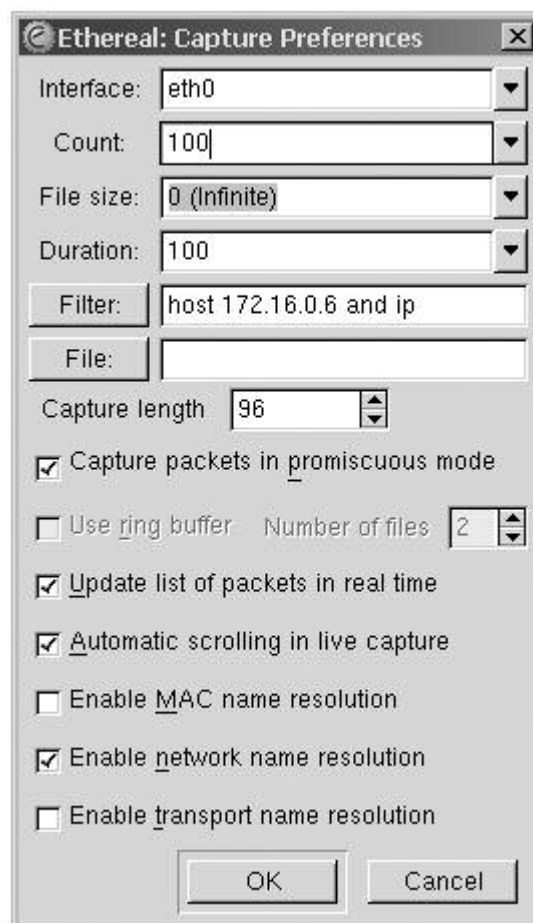 Ethereal: Capture Preferences
Interface: eth0
Count: 100
File size: 0 (Infinite)
Duration: 100
Filter: host 172.16.0.6 and ip
File:
Capture length 96
Capture packets in promiscuous mode
Use ring buffer Number of files 2
Update list of packets in real time
Automatic scrolling in live capture
Enable MAC name resolution
Enable network name resolution
Enable transport name resolution
OK Cancel